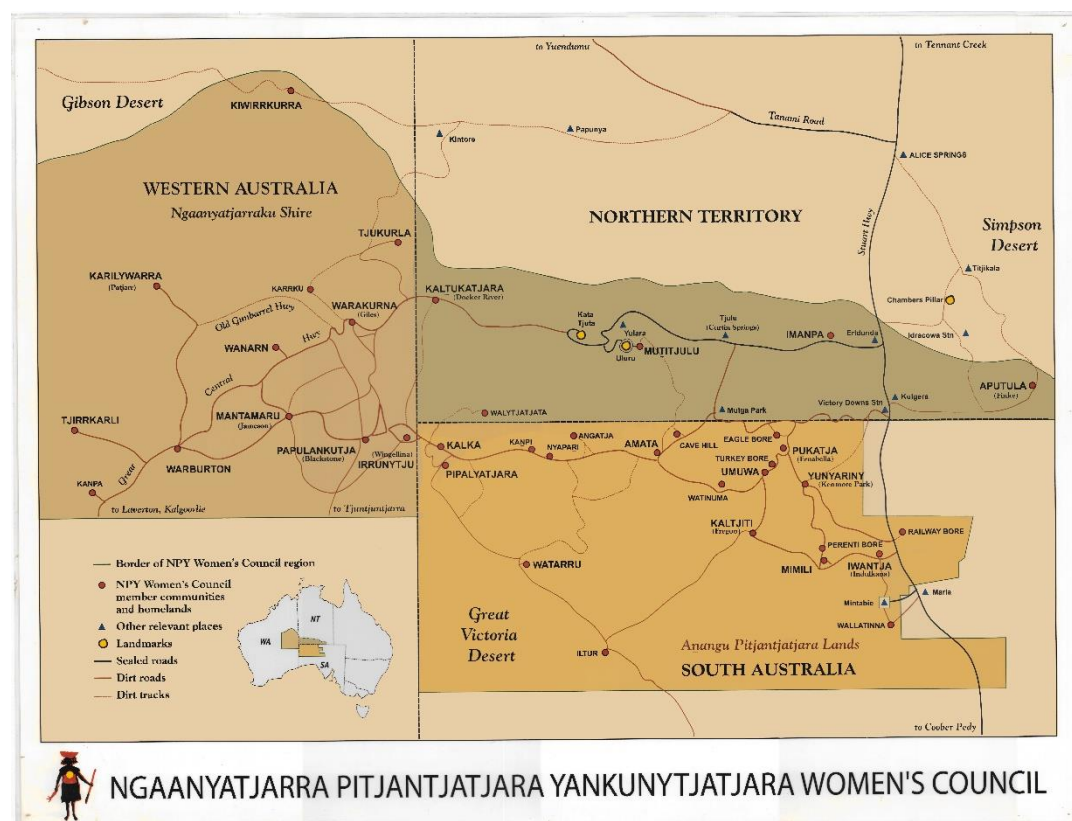 to Yuendumu
to Tennant Creek
Gibson Desert
KIWIRRKURRA
Tanami Road
Kintore
Papunya
ALICE SPRINGS
WESTERN AUSTRALIA
Ngaanyatjarraku Shire
NORTHERN TERRITORY
Stuart Hwy
Simpson
Desert
TJUKURLA
Titjikala
KARILYWARRA
(Patjarr)
KARRKU
KALTUKATJARA
(Docker River)
Chambers Pillar
Old Gunbarrel Hwy
WARAKURNA
(Giles)
Kata
Tjuta
Yulara
Tjule
(Curtis Springs)
IMANPA
Erldunda
Idracowa Stn
WANARN
Central
Hwy
Uluru
MUTITJULU
APUTULA
(Finke)
TJIRRKARLI
MANTAMARU
(Jameson)
WALYTJATJATA
Mulga Park
Victory Downs Stn
Kulgera
WARBURTON
PAPULANKUTJA
(Blackstone)
(Wingellina)
IRRUNYTJU
KALKA
PIPALYATJARA
KANPI
NYAPARI
ANGATJA
AMATA
CAVE HILL
EAGLE BORE
PUKATJA
(Ernabella)
TURKEY BORE
UMUWA
YUNYARINY
(Kenmore Park)
WATINUMA
KANPA
Great
to Laverton, Kalgoorlie
to Tjuntjuntjarra
KALTJITI
(Fregon)
RAILWAY BORE
PERENTI BORE
MIMILI
IWANTJA
(Indulkana)
WATARRU
Mintabie
Marla
WALLATINNA
Great
Victoria
Desert
ILTUR
Anangu Pitjantjatjara Lands
SOUTH AUSTRALIA
to Coober Pedy
Border of NPY Women's Council region
NPY Women's Council
member communities
and homelands
Other relevant places
Landmarks
Sealed roads
Dirt roads
Dirt tracks
WA
NT
SA
NGAANYATJARRA PITJANTJATJARA YANKUNYTJATJARA WOMEN'S COUNCIL